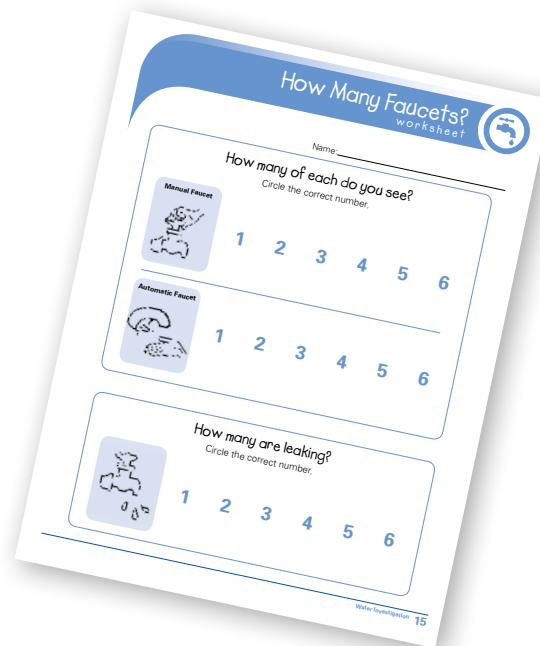 How Many Faucets?
worksheet
Name:
How many of each do you see?
Circle the correct number.
Manual Faucet
1 2 3 4 5 6
Automatic Faucet
1 2 3 4 5 6
How many are leaking?
Circle the correct number.
1 2 3 4 5 6
Water Investigation 15